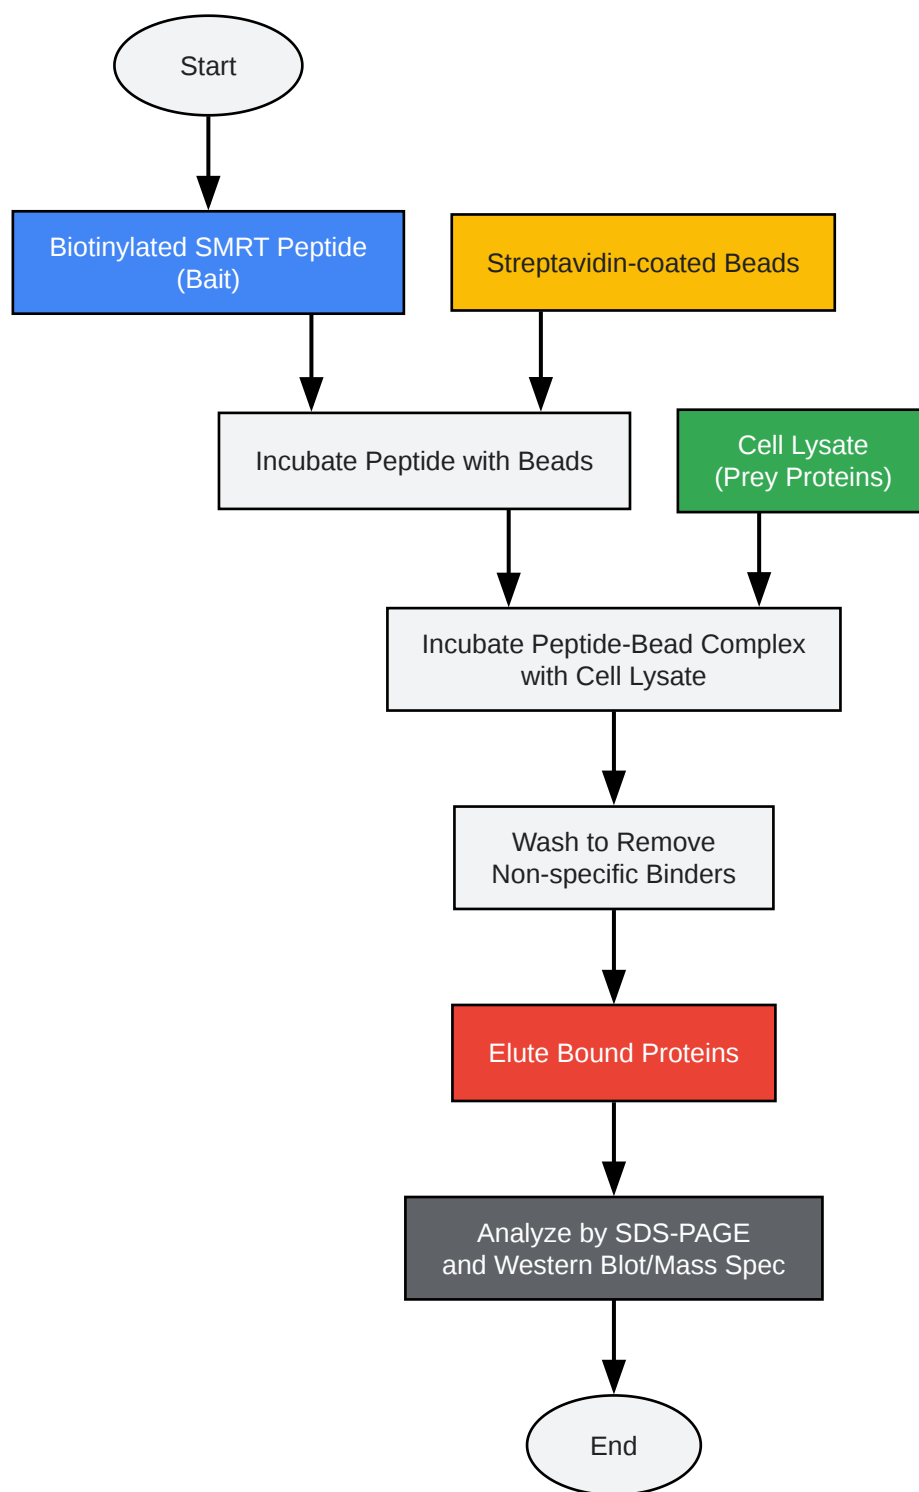 Start
Biotinylated SMRT Peptide
(Bait)
Streptavidin-coated Beads
Incubate Peptide with Beads
Cell Lysate
(Prey Proteins)
Incubate Peptide-Bead Complex
with Cell Lysate
Wash to Remove
Non-specific Binders
Elute Bound Proteins
Analyze by SDS-PAGE
and Western Blot/Mass Spec
End